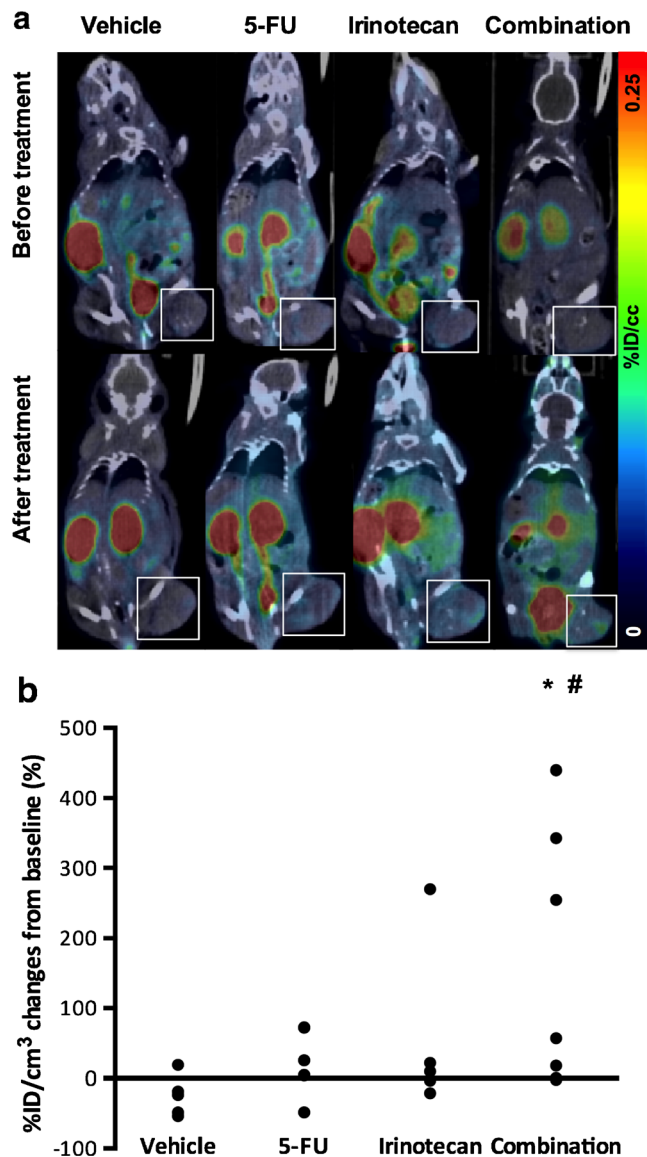 a
Vehicle 5-FU Irinotecan Combination
Before treatment
After treatment
0.25
%ID/cc
0
b
* #
%ID/cm³ changes from baseline (%)
500
400
300
200
100
0
-100
Vehicle 5-FU Irinotecan Combination